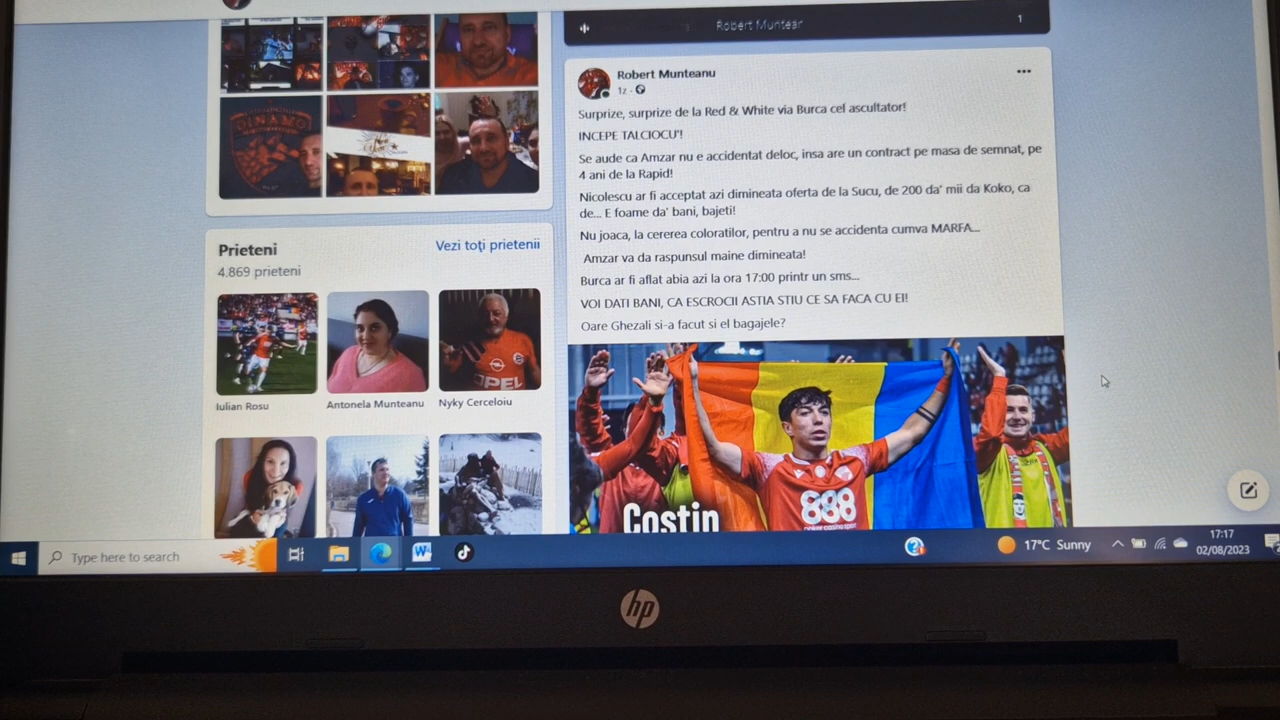 Robert Muntear
1
Robert Munteanu
1z
Surprize, surprize de la Red & White via Burca cel ascultator!
INCEPE TALCIOCU'!
Se aude ca Amzar nu e accidentat deloc, insa are un contract pe masa de semnat, pe
4 ani de la Rapid!
Nicolescu ar fi acceptat azi dimineata oferta de la Sucu, de 200 da' mii da Koko, ca
de... E foame da' bani, bajeti!
Nu joaca, la cererea coloratilor, pentru a nu se accidenta cumva MARFA...
Amzar va da raspunsul maine dimineata!
Burca ar fi aflat abia azi la ora 17:00 printr un sms...
VOI DATI BANI, CA ESCROCII ASTIA STIU CE SA FACA CU EI!
Oare Ghezali si-a facut si el bagajele?
DINAMO
Prieteni
Vezi toți prietenii
4.869 prieteni
OPEL
Iulian Rosu
Antonela Munteanu
Nyky Cerceloiu
888
Costin
Type here to search
W
17°C Sunny
17:17
02/08/2023
hp